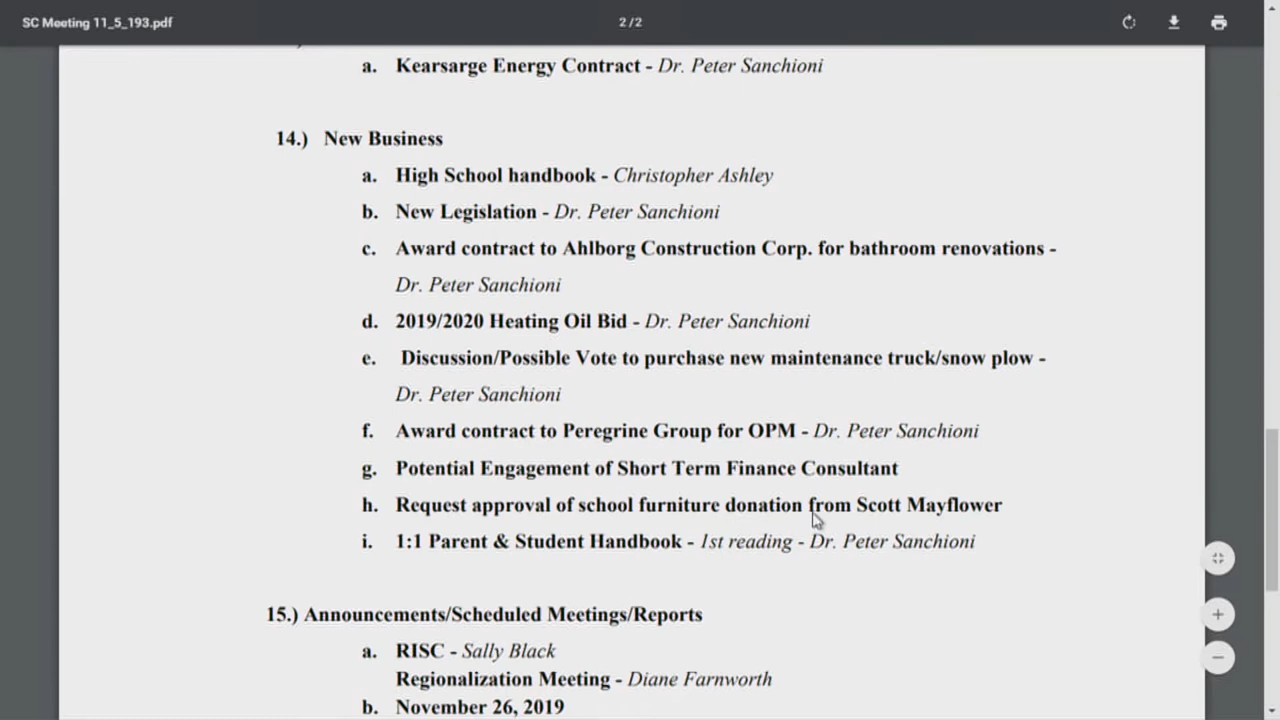 SC Meeting 11_5_193.pdf
2 / 2
a. Kearsarge Energy Contract - Dr. Peter Sanchioni
14.) New Business
a. High School handbook - Christopher Ashley
b. New Legislation - Dr. Peter Sanchioni
c. Award contract to Ahlborg Construction Corp. for bathroom renovations -
Dr. Peter Sanchioni
d. 2019/2020 Heating Oil Bid - Dr. Peter Sanchioni
e. Discussion/Possible Vote to purchase new maintenance truck/snow plow -
Dr. Peter Sanchioni
f. Award contract to Peregrine Group for OPM - Dr. Peter Sanchioni
g. Potential Engagement of Short Term Finance Consultant
h. Request approval of school furniture donation from Scott Mayflower
i. 1:1 Parent & Student Handbook - 1st reading - Dr. Peter Sanchioni
15.) Announcements/Scheduled Meetings/Reports
a. RISC - Sally Black
Regionalization Meeting - Diane Farnworth
b. November 26, 2019